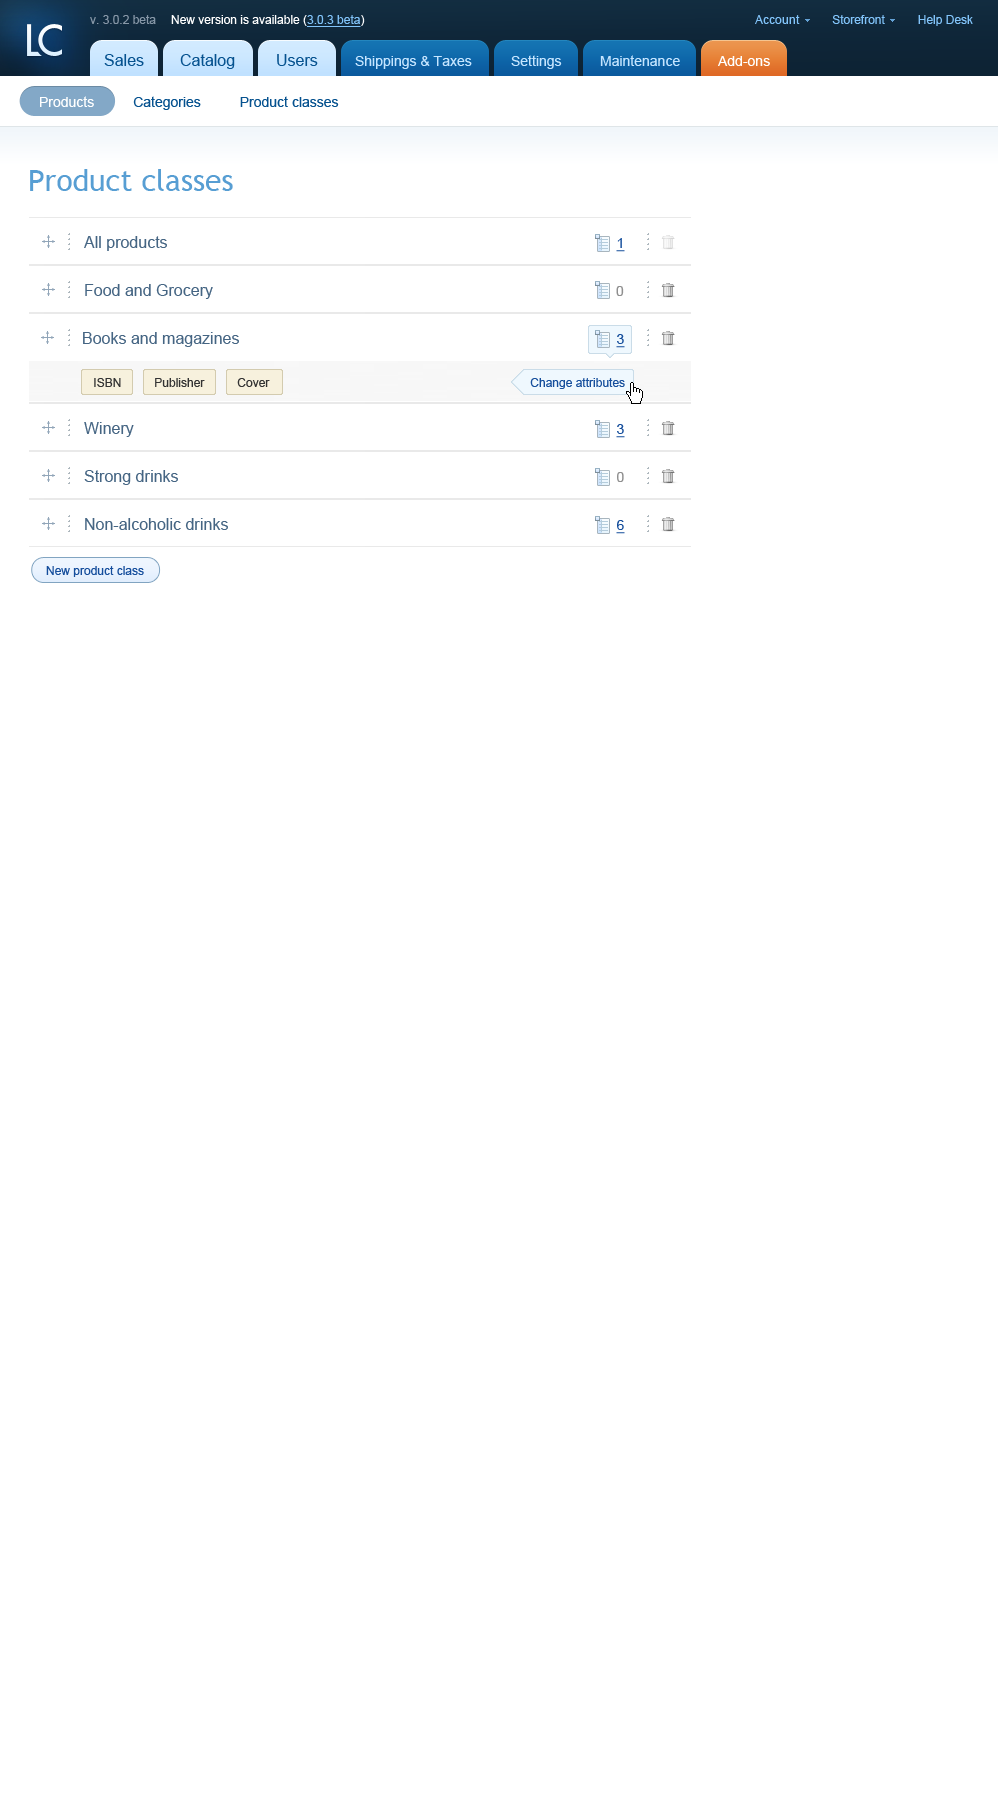 LC
v. 3.0.2 beta New version is available (3.0.3 beta) Account Storefront Help Desk
Sales Catalog Users Shippings & Taxes Settings Maintenance Add-ons
Products Categories Product classes
Product classes
All products 1
Food and Grocery 0
Books and magazines 3
ISBN Publisher Cover Change attributes
Winery 3
Strong drinks 0
Non-alcoholic drinks 6
New product class